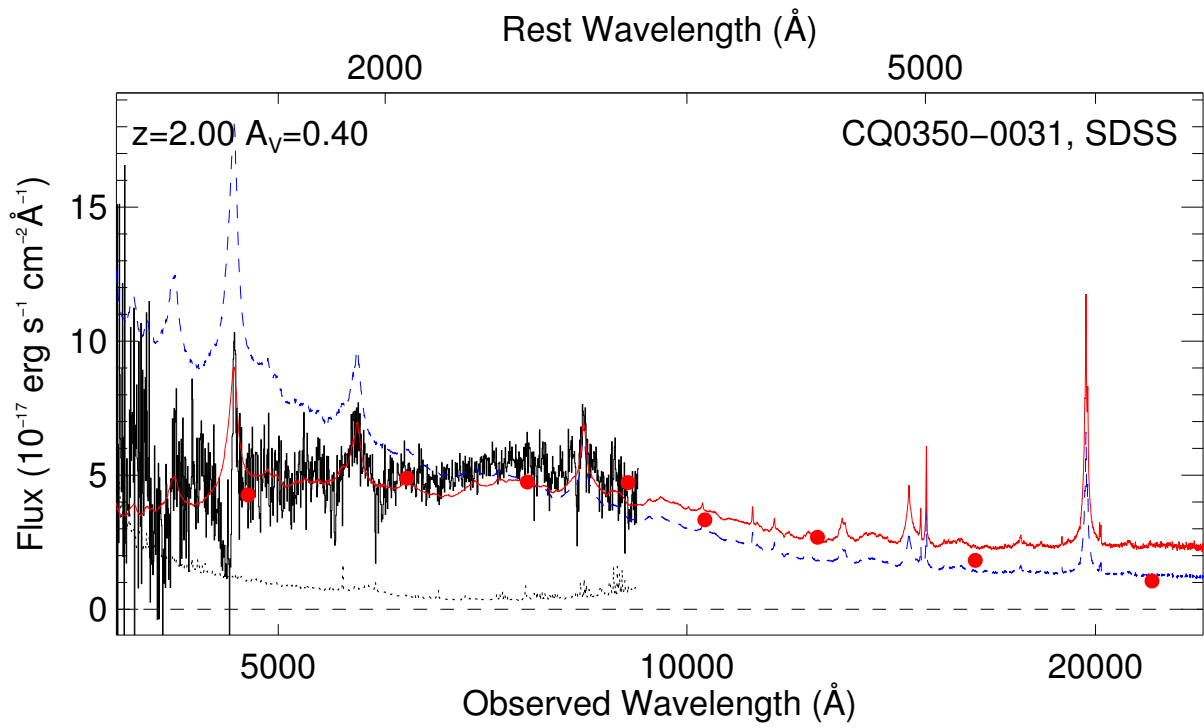 Rest Wavelength (Å)
2000 5000
z=2.00 A_V=0.40 CQ0350−0031, SDSS
15
10
5
0
Flux (10⁻¹⁷ erg s⁻¹ cm⁻²Å⁻¹)
5000 10000 20000
Observed Wavelength (Å)